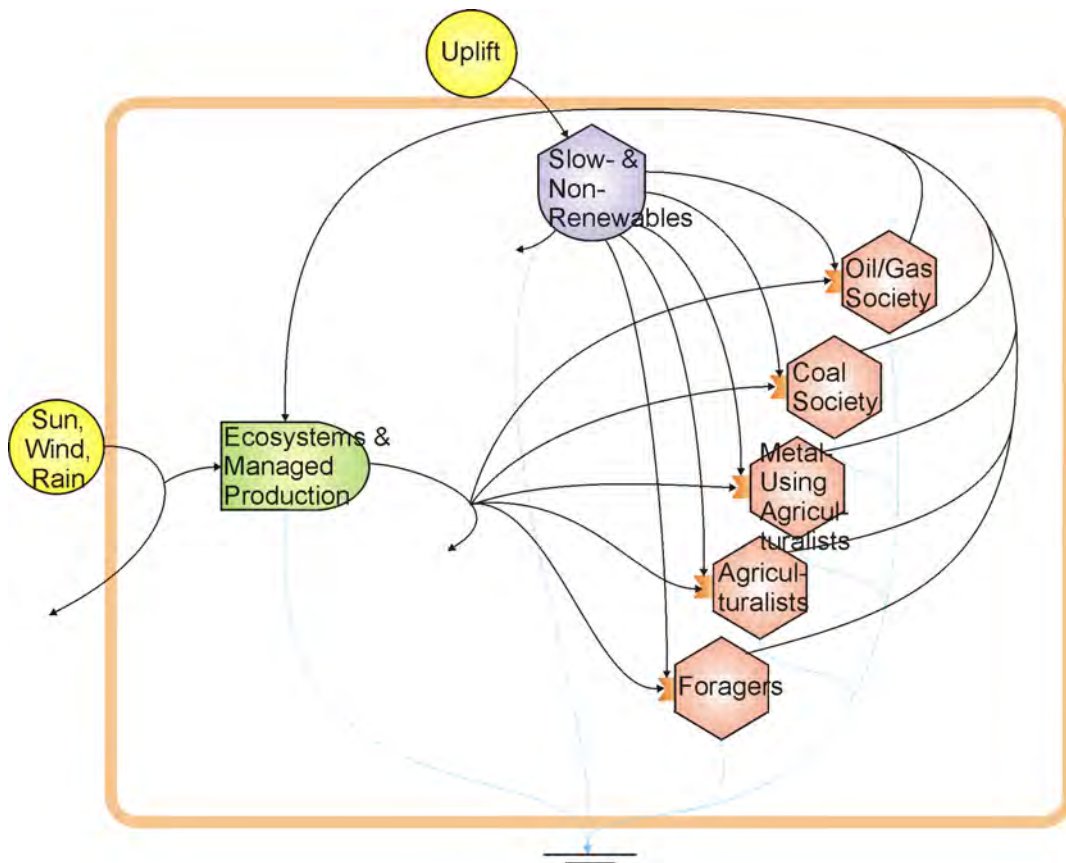 Uplift
Slow- &
Non-
Renewables
Oil/Gas
Society
Coal
Society
Sun,
Wind,
Rain
Ecosystems &
Managed
Production
Metal-
Using
Agricul-
turalists
Agricul-
turalists
Foragers